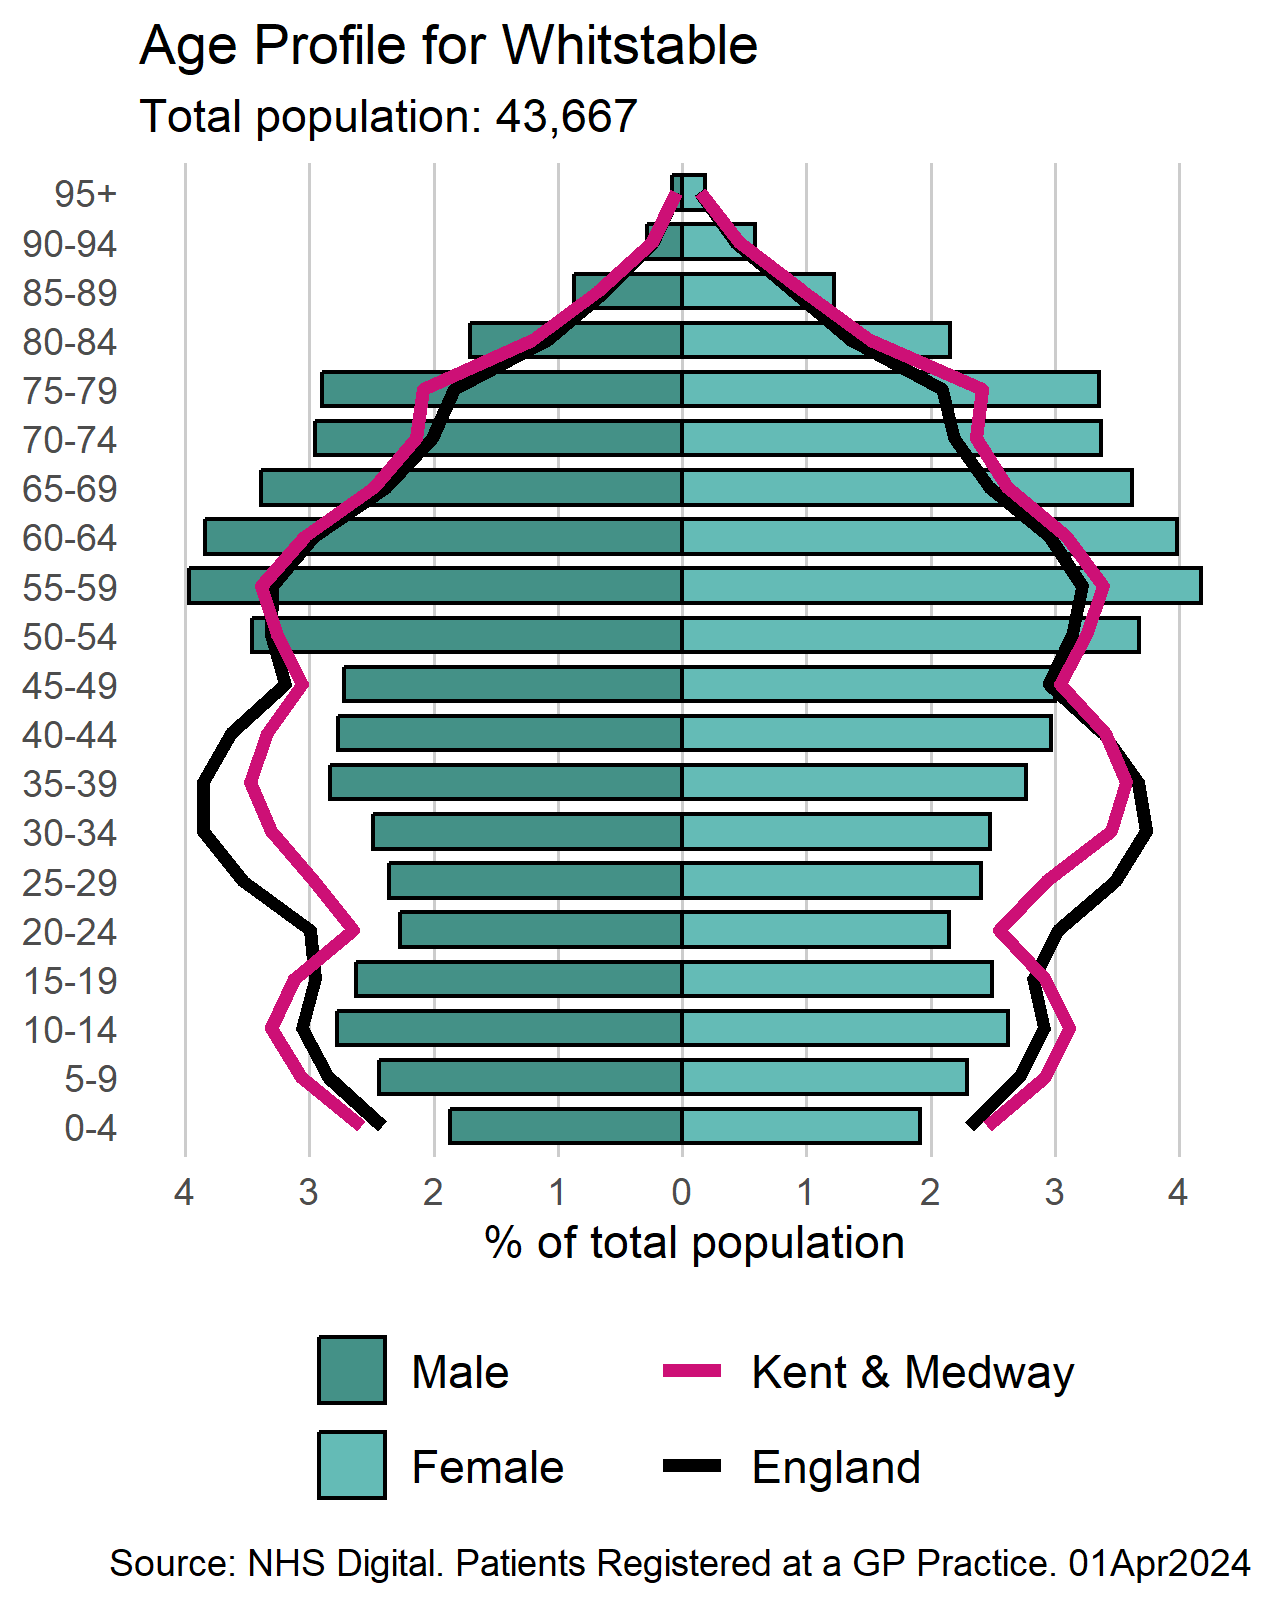 Age Profile for Whitstable
Total population: 43,667
95+
90-94
85-89
80-84
75-79
70-74
65-69
60-64
55-59
50-54
45-49
40-44
35-39
30-34
25-29
20-24
15-19
10-14
5-9
0-4
4 3 2 1 0 1 2 3 4
% of total population
Male Kent & Medway
Female England
Source: NHS Digital. Patients Registered at a GP Practice. 01Apr2024